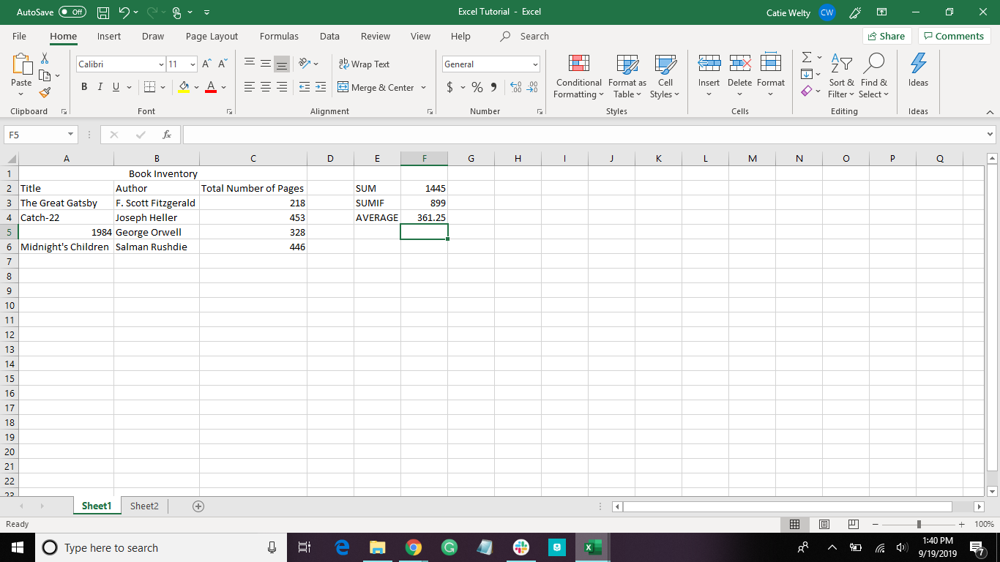 AutoSave Off Excel Tutorial - Excel Catie Welty CW
File Home Insert Draw Page Layout Formulas Data Review View Help Search Share Comments
Calibri 11 A A ab Wrap Text General
Paste B I U A Merge & Center $ % , Conditional Formatting Format as Table Cell Styles Insert Delete Format Sort & Filter Find & Select Ideas
Clipboard Font Alignment Number Styles Cells Editing Ideas
F5 fx
A B C D E F G H I J K L M N O P Q
1 Book Inventory
2 Title Author Total Number of Pages SUM 1445
3 The Great Gatsby F. Scott Fitzgerald 218 SUMIF 899
4 Catch-22 Joseph Heller 453 AVERAGE 361.25
5 1984 George Orwell 328
6 Midnight's Children Salman Rushdie 446
7
8
9
10
11
12
13
14
15
16
17
18
19
20
21
22
23
Sheet1 Sheet2
Ready 100%
Type here to search 1:40 PM
9/19/2019 7